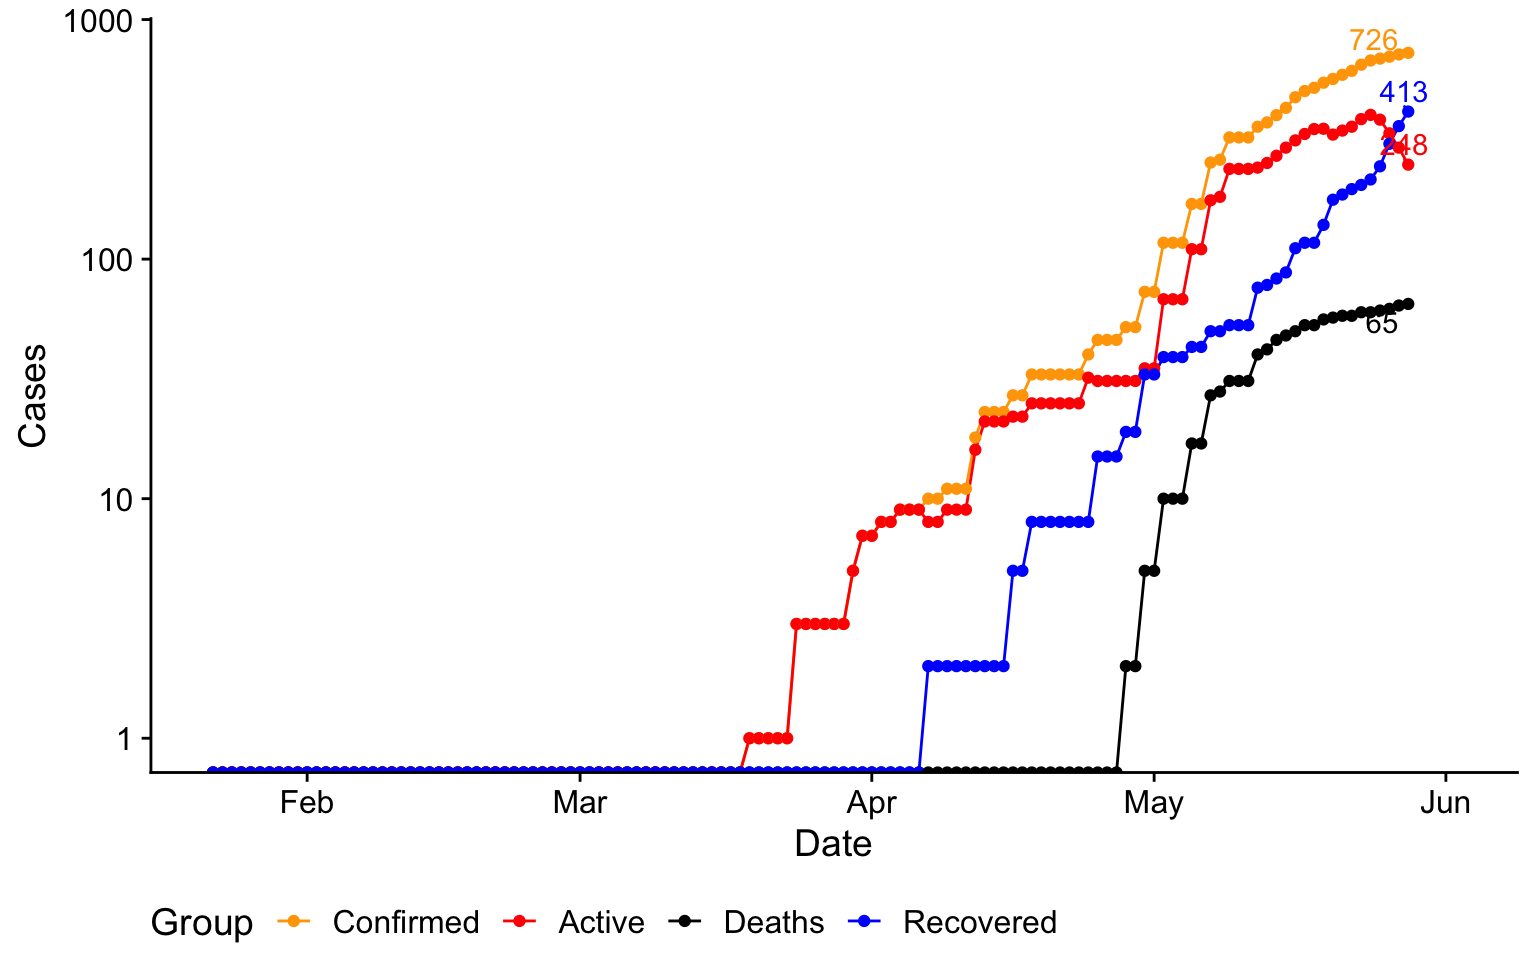 1000
726
413
248
100
65
10
1
Cases
Feb Mar Apr May Jun
Date
Group Confirmed Active Deaths Recovered